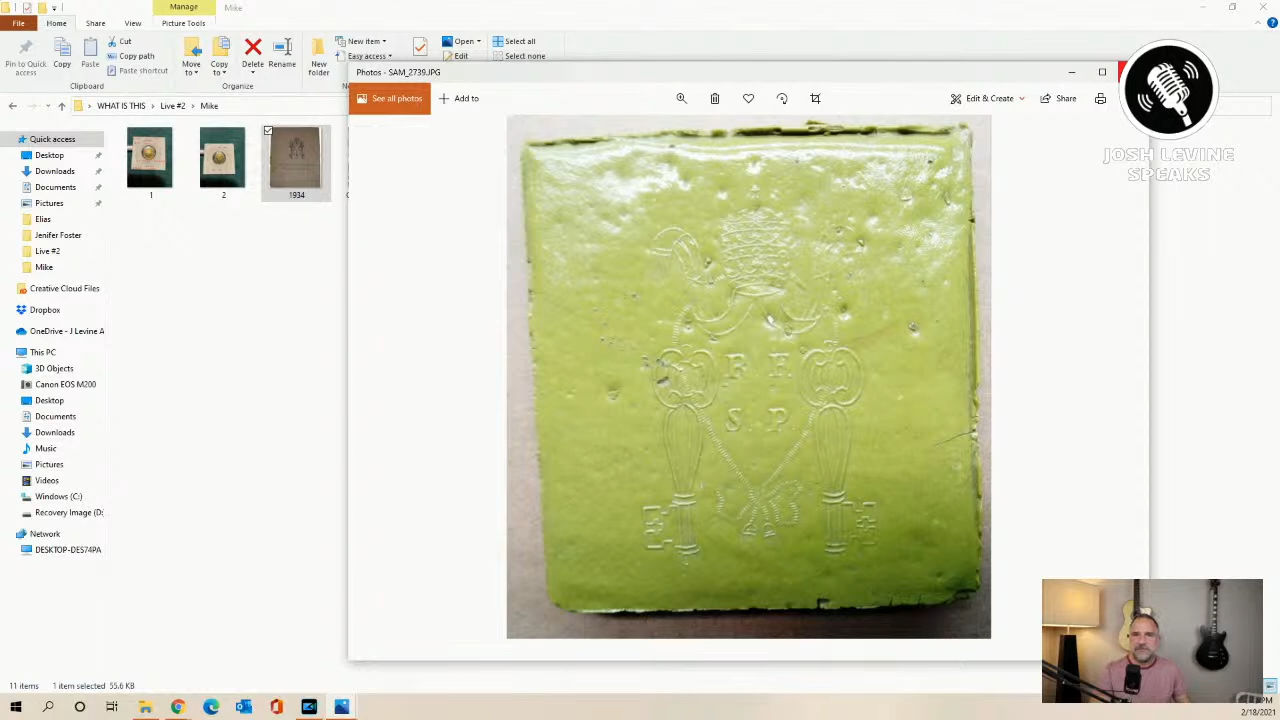 Manage
Mike
File
Home
Share
View
Picture Tools
Pin to Quick access
Copy
Paste
Cut
Copy path
Paste shortcut
Clipboard
Move to
Copy to
Delete
Rename
Organize
New folder
New item
Easy access
Open
Edit
Select all
Select none
WHAT IS THIS > Live #2 > Mike
Photos - SAM_2739.JPG
See all photos
Add to
Edit & Create
Share
JOSH LEVINE
SPEAKS
Quick access
Desktop
Downloads
Documents
Pictures
Elias
Jenifer Foster
Live #2
Mike
Creative Cloud Files
Dropbox
OneDrive - J Levine A
This PC
3D Objects
Canon EOS M200
Desktop
Documents
Downloads
Music
Pictures
Videos
Windows (C:)
Recovery Image (D:
Network
DESKTOP-DES74PA
1
2
1934
S. P.
11 items
1 item selected 55.6 KB
PM
2/18/2021